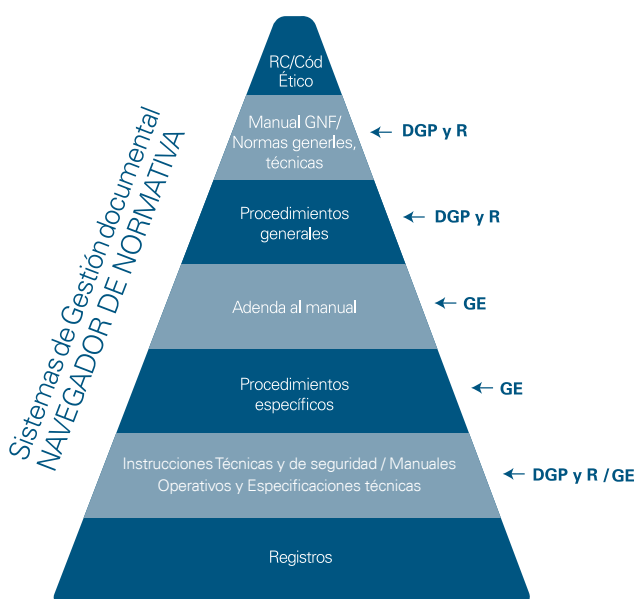 RC/Cód
Ético
Manual GNF/
Normas generles,
técnicas
DGP y R
Procedimientos
generales
DGP y R
Adenda al manual
GE
Procedimientos
específicos
GE
Instrucciones Técnicas y de seguridad / Manuales
Operativos y Especificaciones técnicas
DGP y R / GE
Registros
Sistemas de Gestión documental
NAVEGADOR DE NORMATIVA